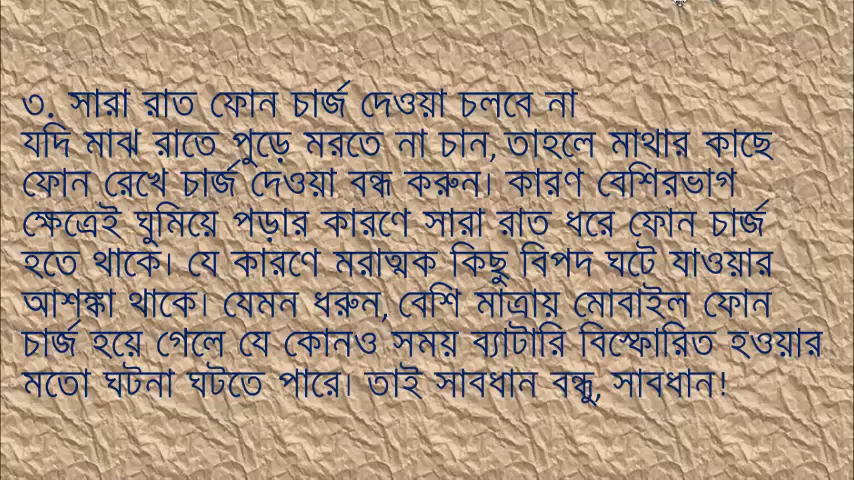 ৩. সারা রাত ফোন চার্জ দেওয়া চলবে না
যদি মাঝ রাতে পুড়ে মরতে না চান, তাহলে মাথার কাছে
ফোন রেখে চার্জ দেওয়া বন্ধ করুন। কারণ বেশিরভাগ
ক্ষেত্রেই ঘুমিয়ে পড়ার কারণে সারা রাত ধরে ফোন চার্জ
হতে থাকে। যে কারণে মরাত্মক কিছু বিপদ ঘটে যাওয়ার
আশঙ্কা থাকে। যেমন ধরুন, বেশি মাত্রায় মোবাইল ফোন
চার্জ হয়ে গেলে যে কোনও সময় ব্যাটারি বিস্ফোরিত হওয়ার
মতো ঘটনা ঘটতে পারে। তাই সাবধান বন্ধু, সাবধান!